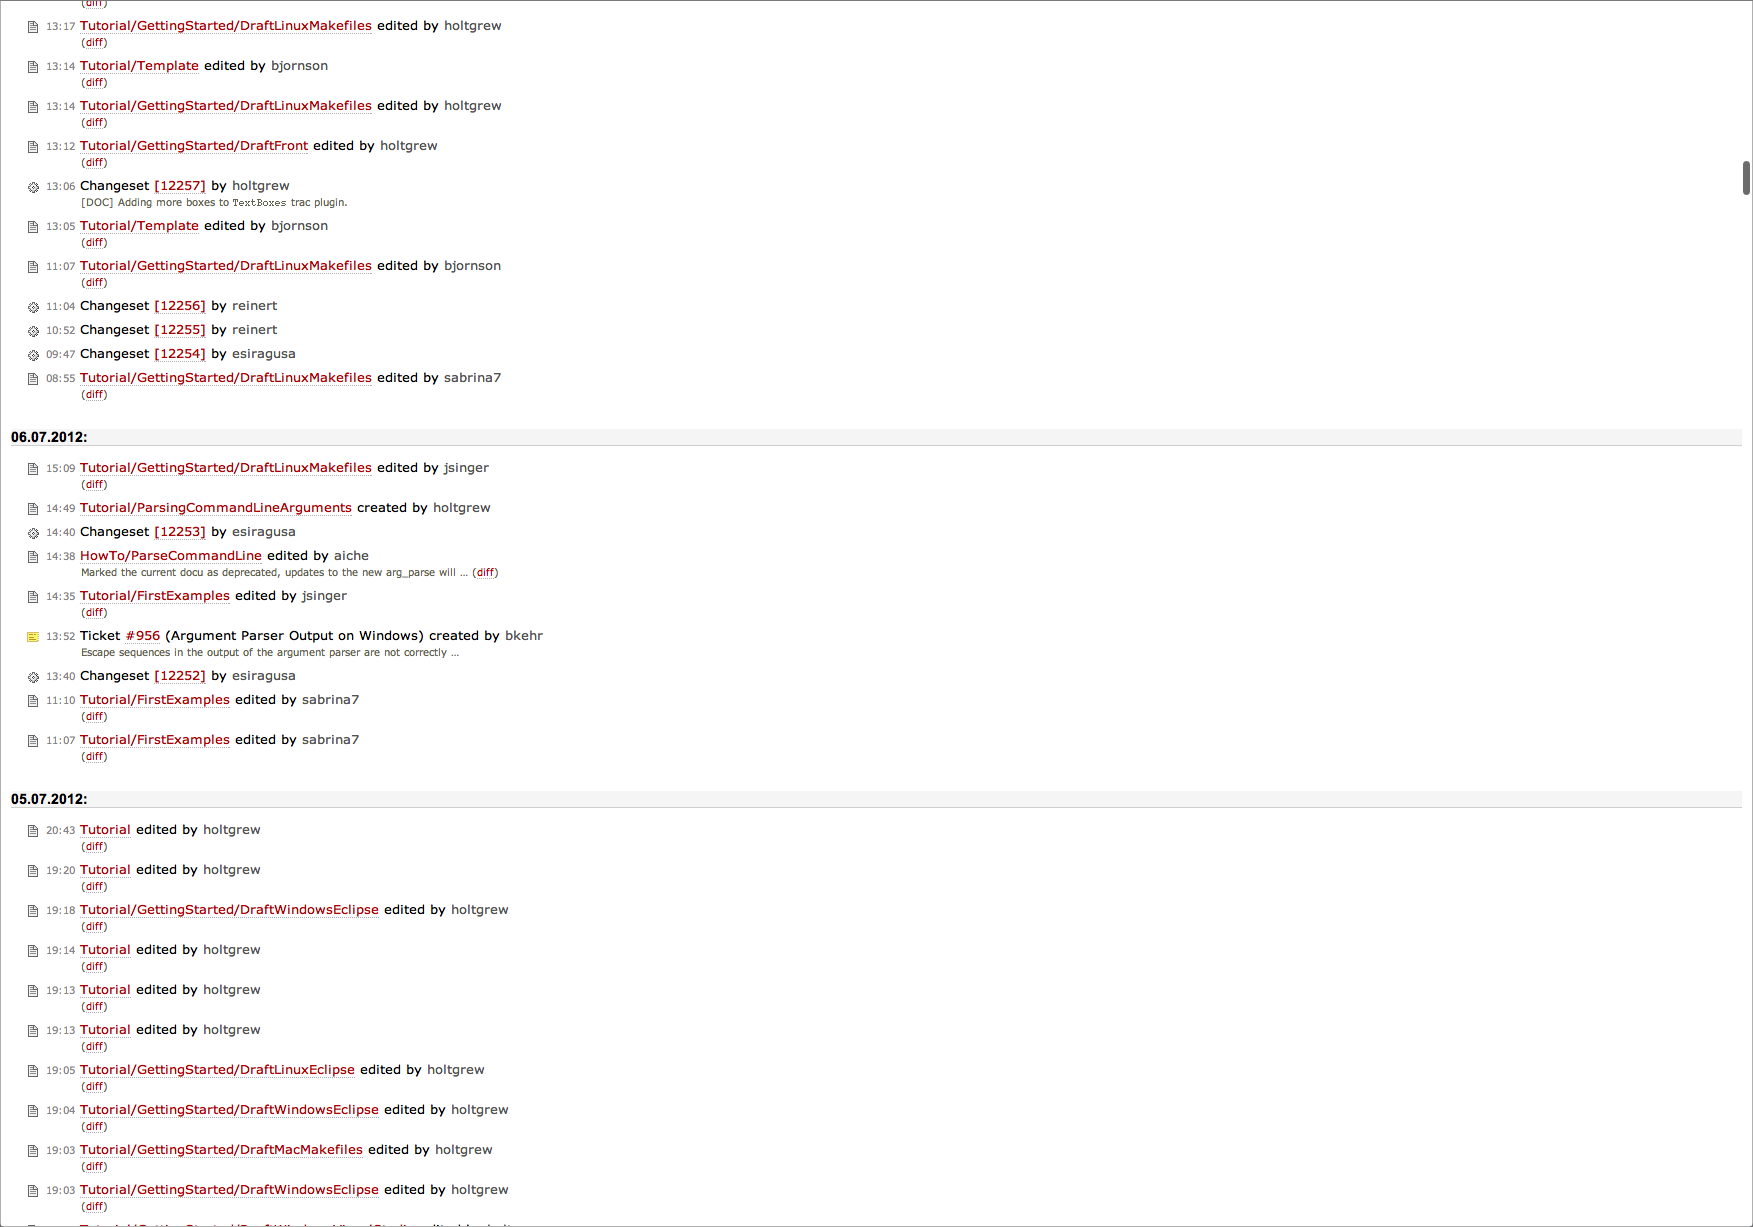 (diff)
13:17 Tutorial/GettingStarted/DraftLinuxMakefiles edited by holtgrew
(diff)
13:14 Tutorial/Template edited by bjornson
(diff)
13:14 Tutorial/GettingStarted/DraftLinuxMakefiles edited by holtgrew
(diff)
13:12 Tutorial/GettingStarted/DraftFront edited by holtgrew
(diff)
13:06 Changeset [12257] by holtgrew
[DOC] Adding more boxes to TextBoxes trac plugin.
13:05 Tutorial/Template edited by bjornson
(diff)
11:07 Tutorial/GettingStarted/DraftLinuxMakefiles edited by bjornson
(diff)
11:04 Changeset [12256] by reinert
10:52 Changeset [12255] by reinert
09:47 Changeset [12254] by esiragusa
08:55 Tutorial/GettingStarted/DraftLinuxMakefiles edited by sabrina7
(diff)
06.07.2012:
15:09 Tutorial/GettingStarted/DraftLinuxMakefiles edited by jsinger
(diff)
14:49 Tutorial/ParsingCommandLineArguments created by holtgrew
14:40 Changeset [12253] by esiragusa
14:38 HowTo/ParseCommandLine edited by aiche
Marked the current docu as deprecated, updates to the new arg_parse will ... (diff)
14:35 Tutorial/FirstExamples edited by jsinger
(diff)
13:52 Ticket #956 (Argument Parser Output on Windows) created by bkehr
Escape sequences in the output of the argument parser are not correctly ...
13:40 Changeset [12252] by esiragusa
11:10 Tutorial/FirstExamples edited by sabrina7
(diff)
11:07 Tutorial/FirstExamples edited by sabrina7
(diff)
05.07.2012:
20:43 Tutorial edited by holtgrew
(diff)
19:20 Tutorial edited by holtgrew
(diff)
19:18 Tutorial/GettingStarted/DraftWindowsEclipse edited by holtgrew
(diff)
19:14 Tutorial edited by holtgrew
(diff)
19:13 Tutorial edited by holtgrew
(diff)
19:13 Tutorial edited by holtgrew
(diff)
19:05 Tutorial/GettingStarted/DraftLinuxEclipse edited by holtgrew
(diff)
19:04 Tutorial/GettingStarted/DraftWindowsEclipse edited by holtgrew
(diff)
19:03 Tutorial/GettingStarted/DraftMacMakefiles edited by holtgrew
(diff)
19:03 Tutorial/GettingStarted/DraftWindowsEclipse edited by holtgrew
(diff)